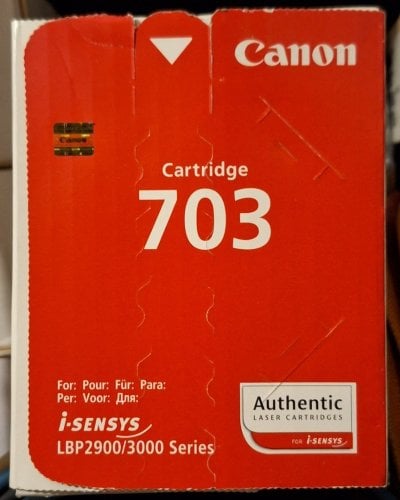 Canon
Canon
Cartridge
703
For: Pour: Für: Para:
Per: Voor: Для:
i-SENSYS
LBP2900/3000 Series
Authentic
LASER CARTRIDGES
FOR i-SENSYS